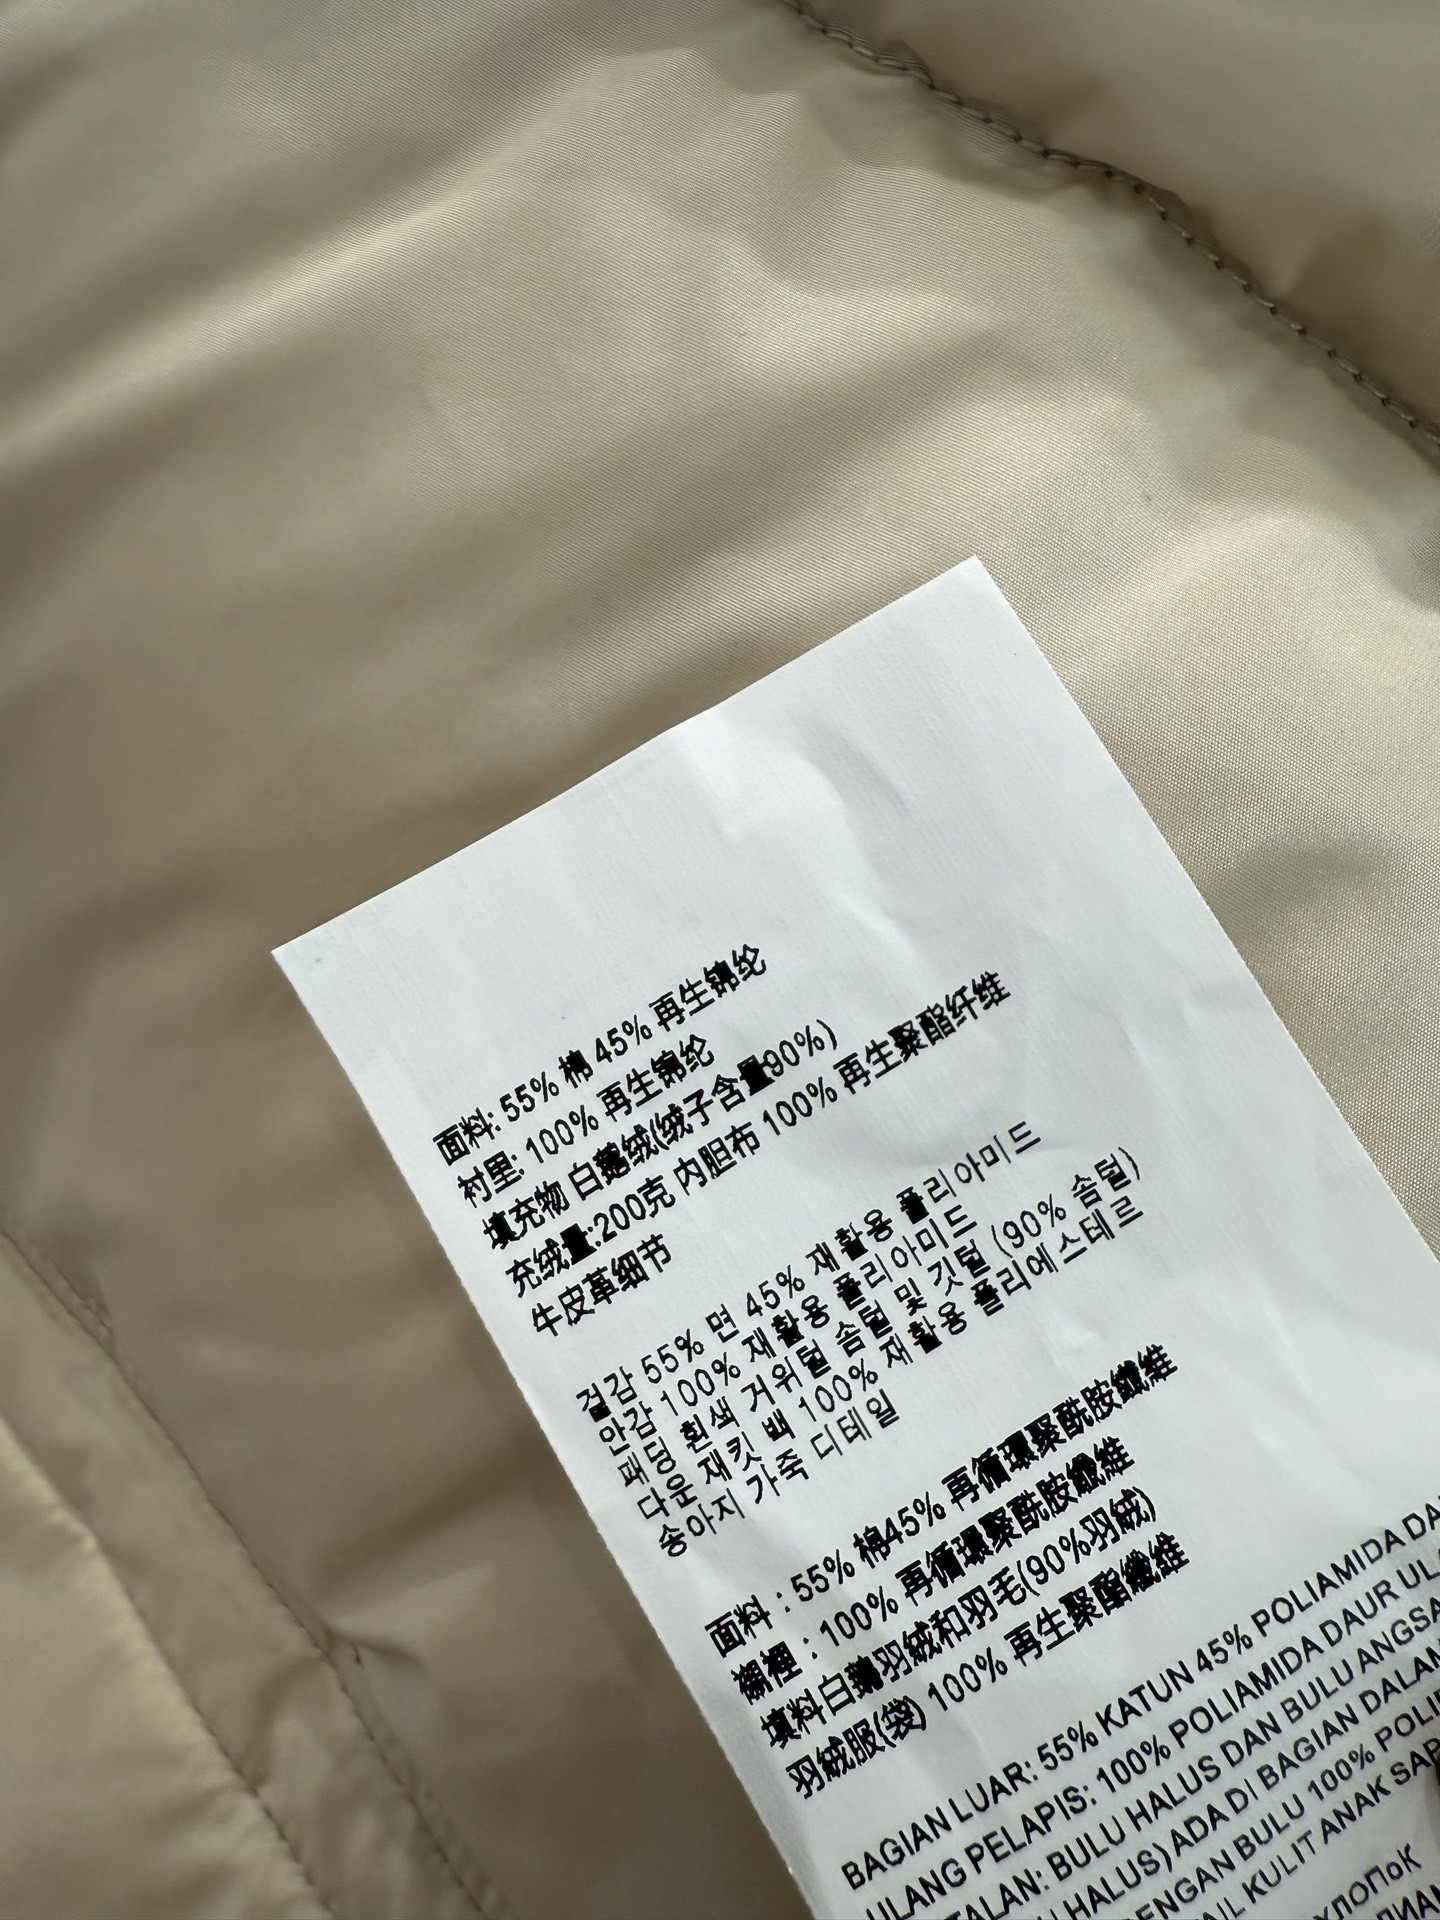 面料: 55% 棉 45% 再生锦纶
衬里: 100% 再生锦纶
填充物 白鹅绒(绒子含量90%)
充绒量:200克 内胆布 100% 再生聚酯纤维
牛皮革细节
겉감 55% 면 45% 재활용 폴리아미드
안감 100% 재활용 폴리아미드
패딩 흰색 거위털 솜털 및 깃털 (90% 솜털)
다운 재킷 백 100% 재활용 폴리에스테르
송아지 가죽 디테일
面料 : 55% 棉45% 再循環聚酰胺纖維
襯裡 : 100% 再循環聚酰胺纖維
填料白鵝羽絨和羽毛(90%羽絨)
羽絨服(袋) 100% 再生聚酯纖維
BAGIAN LUAR: 55% KATUN 45% POLIAMIDA
ULANG PELAPIS: 100% POLIAMIDA DAUR
BULU HALUS DAN BULU ANGSA
HALUS) ADA DI BAGIAN DALAM
DENGAN BULU 100%
KULIT ANAK